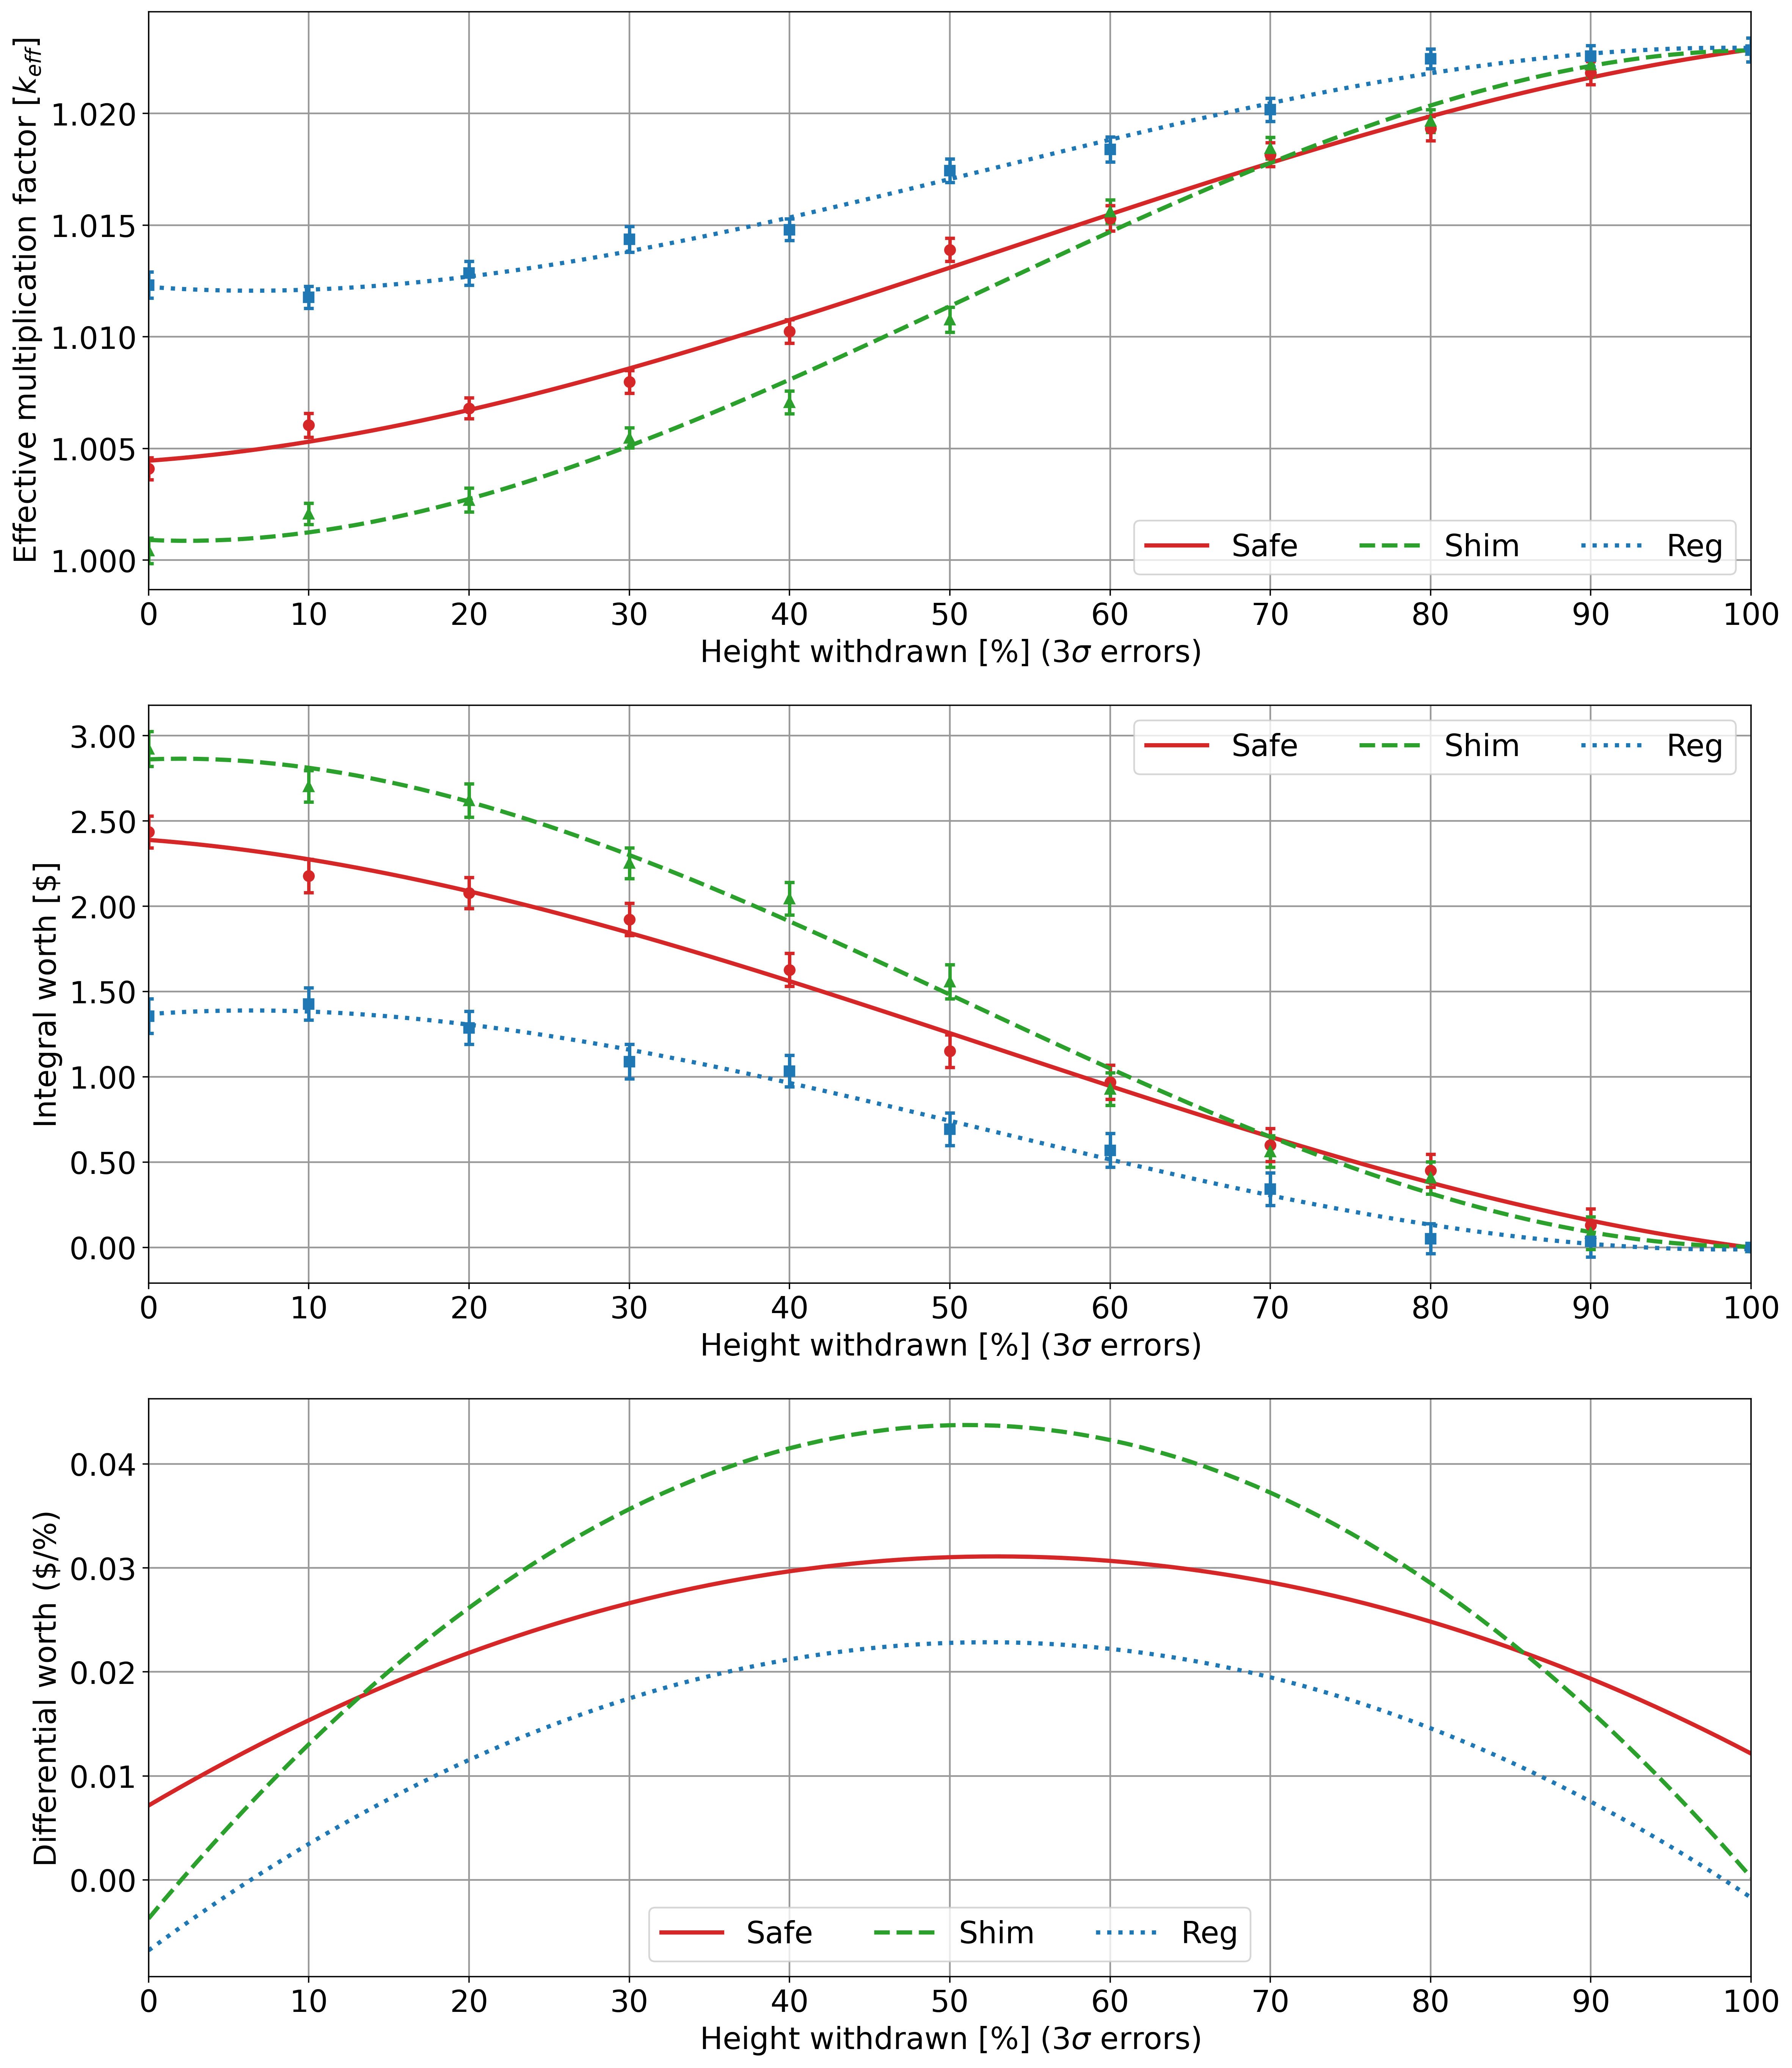 Effective multiplication factor [k_eff]
1.020
1.015
1.010
1.005
1.000
Safe Shim Reg
0 10 20 30 40 50 60 70 80 90 100
Height withdrawn [%] (3σ errors)
Integral worth [$]
3.00
2.50
2.00
1.50
1.00
0.50
0.00
Safe Shim Reg
0 10 20 30 40 50 60 70 80 90 100
Height withdrawn [%] (3σ errors)
Differential worth ($/%)
0.04
0.03
0.02
0.01
0.00
Safe Shim Reg
0 10 20 30 40 50 60 70 80 90 100
Height withdrawn [%] (3σ errors)